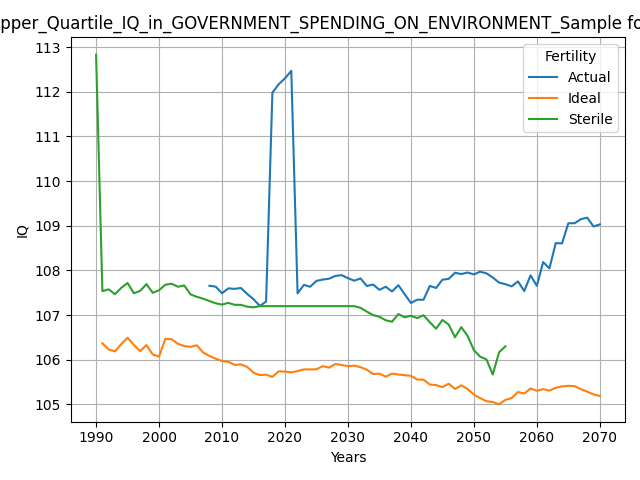 pper_Quartile_IQ_in_GOVERNMENT_SPENDING_ON_ENVIRONMENT_Sample fo
113
112
111
110
109
108
107
106
105
IQ
Fertility
Actual
Ideal
Sterile
1990 2000 2010 2020 2030 2040 2050 2060 2070
Years